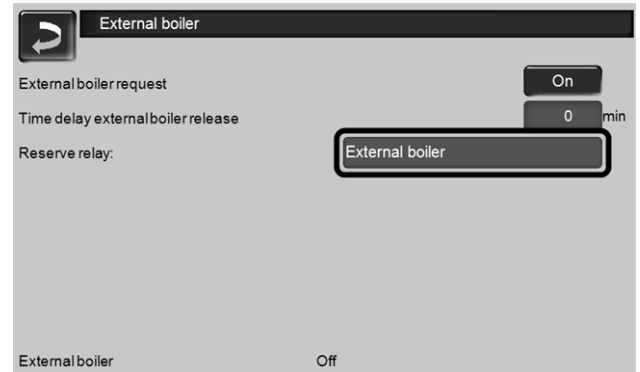 External boiler
External boiler request On
Time delay external boiler release 0 min
Reserve relay: External boiler
External boiler Off